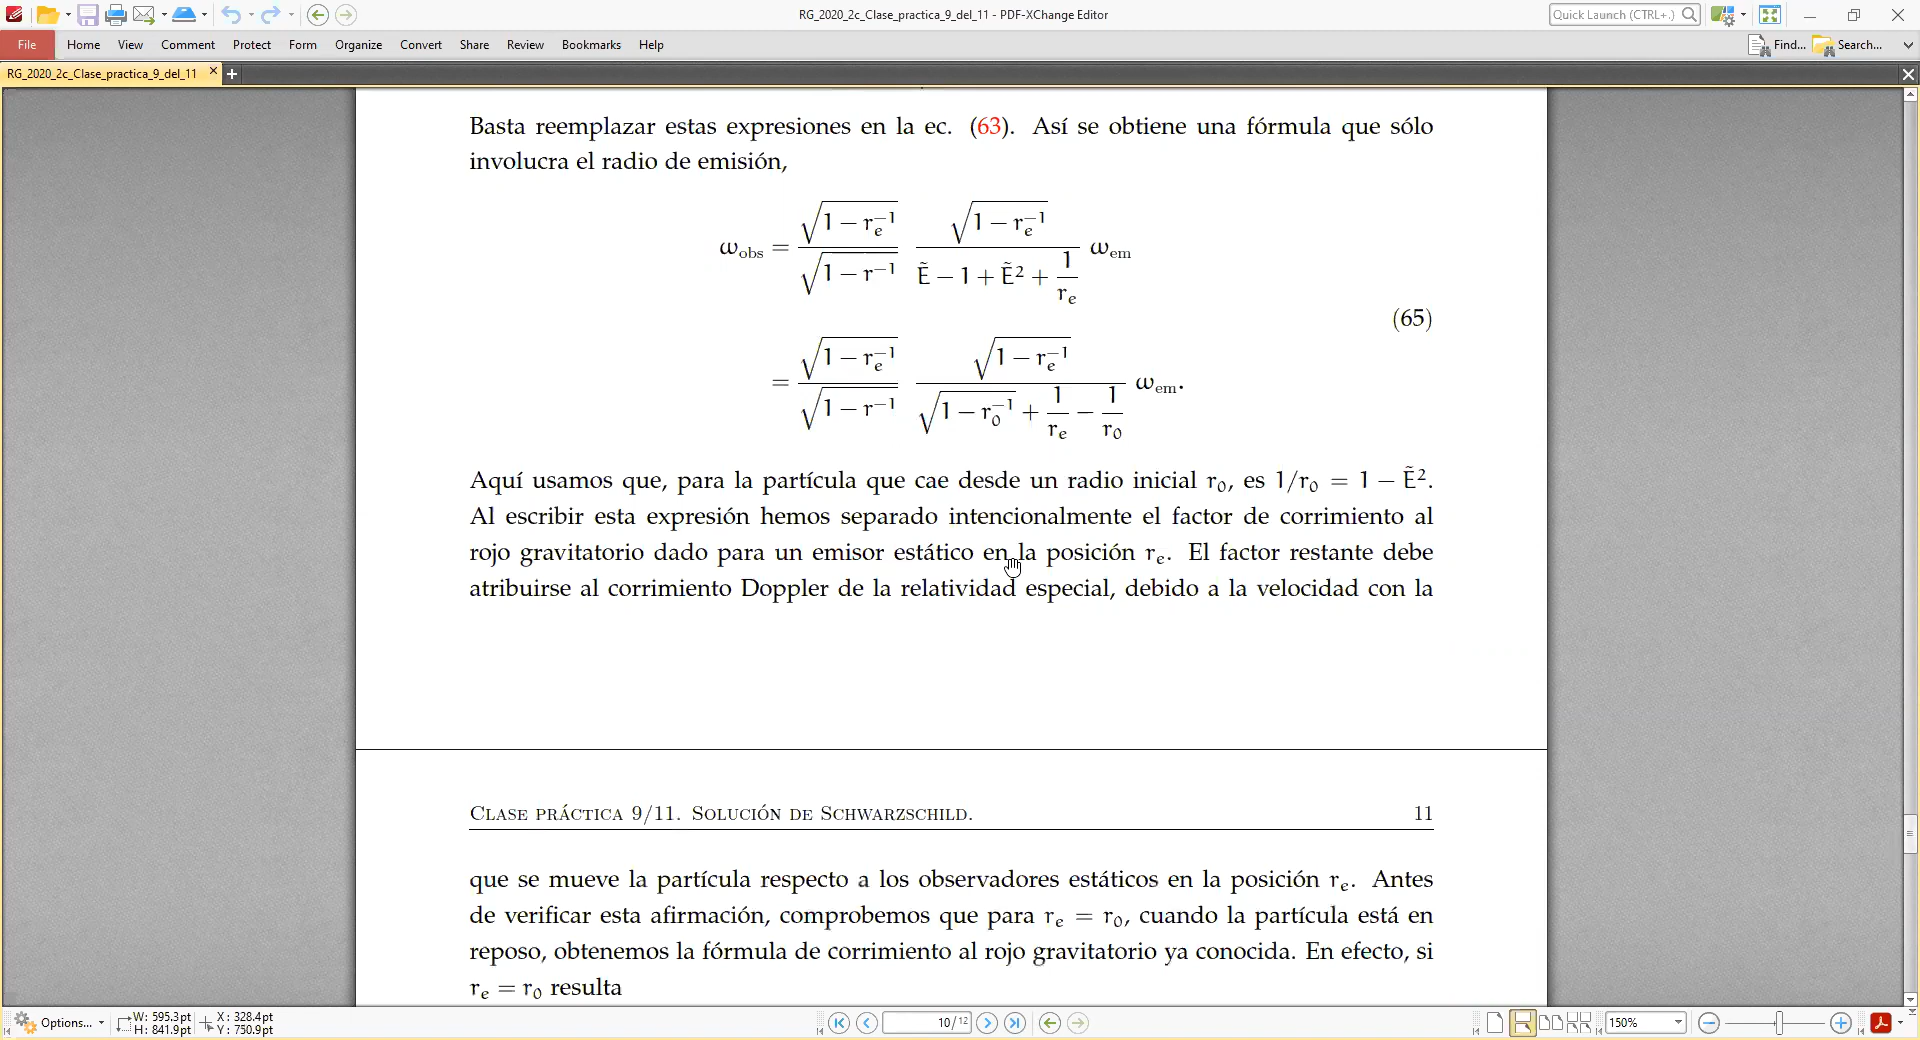 RG_2020_2c_Clase_practica_9_del_11 - PDF-XChange Editor
Quick Launch (CTRL+.)
File Home View Comment Protect Form Organize Convert Share Review Bookmarks Help
Find... Search...
RG_2020_2c_Clase_practica_9_del_11
Basta reemplazar estas expresiones en la ec. (63). Así se obtiene una fórmula que sólo
involucra el radio de emisión,
ω_obs = √(1 − r_e⁻¹) / √(1 − r⁻¹) √(1 − r_e⁻¹) / (Ẽ − 1 + Ẽ² + 1/r_e) ω_em
= √(1 − r_e⁻¹) / √(1 − r⁻¹) √(1 − r_e⁻¹) / (√(1 − r_0⁻¹) + 1/r_e − 1/r_0) ω_em.
(65)
Aquí usamos que, para la partícula que cae desde un radio inicial r₀, es 1/r₀ = 1 − Ẽ².
Al escribir esta expresión hemos separado intencionalmente el factor de corrimiento al
rojo gravitatorio dado para un emisor estático en la posición r_e. El factor restante debe
atribuirse al corrimiento Doppler de la relatividad especial, debido a la velocidad con la
Clase práctica 9/11. Solución de Schwarzschild. 11
que se mueve la partícula respecto a los observadores estáticos en la posición r_e. Antes
de verificar esta afirmación, comprobemos que para r_e = r₀, cuando la partícula está en
reposo, obtenemos la fórmula de corrimiento al rojo gravitatorio ya conocida. En efecto, si
r_e = r₀ resulta
Options...
W: 595.3pt
H: 841.9pt
X: 328.4pt
Y: 750.9pt
10/12
150%